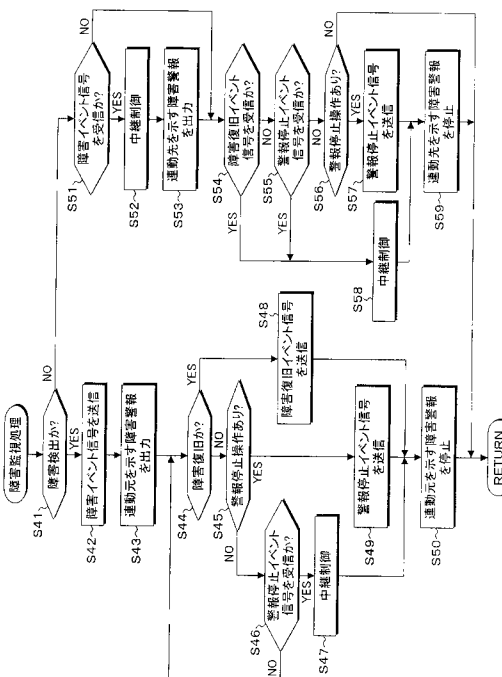 障害監視処理
S41
障害検出か?
NO
YES
S42
障害イベント信号を送信
S43
連動元を示す障害警報
を出力
S44
障害復旧か?
YES
NO
S45
警報停止操作あり?
NO
YES
S46
警報停止イベント
信号を受信か?
NO
YES
S47
中継制御
S48
障害復旧イベント信号
を送信
S49
警報停止イベント信号
を送信
S50
連動元を示す障害警報
を停止
RETURN
S51
障害イベント信号
を受信か?
NO
YES
S52
中継制御
S53
連動先を示す障害警報
を出力
S54
障害復旧イベント
信号を受信か?
YES
NO
S55
警報停止イベント
信号を受信か?
YES
NO
S56
警報停止操作あり?
NO
YES
S57
警報停止イベント信号
を送信
S58
中継制御
S59
連動先を示す障害警報
を停止